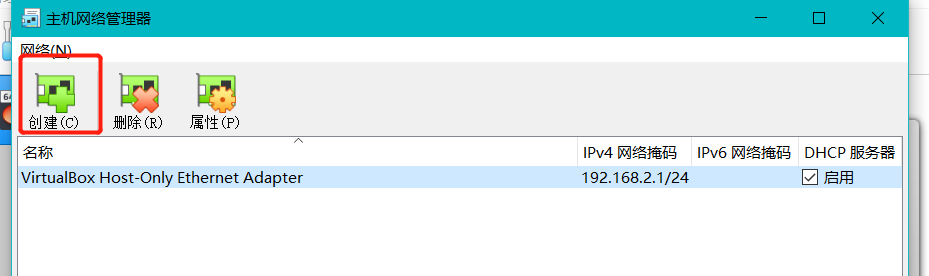 主机网络管理器
网络(N)
创建(C) 删除(R) 属性(P)
名称 IPv4 网络掩码 IPv6 网络掩码 DHCP 服务器
VirtualBox Host-Only Ethernet Adapter 192.168.2.1/24 启用
64